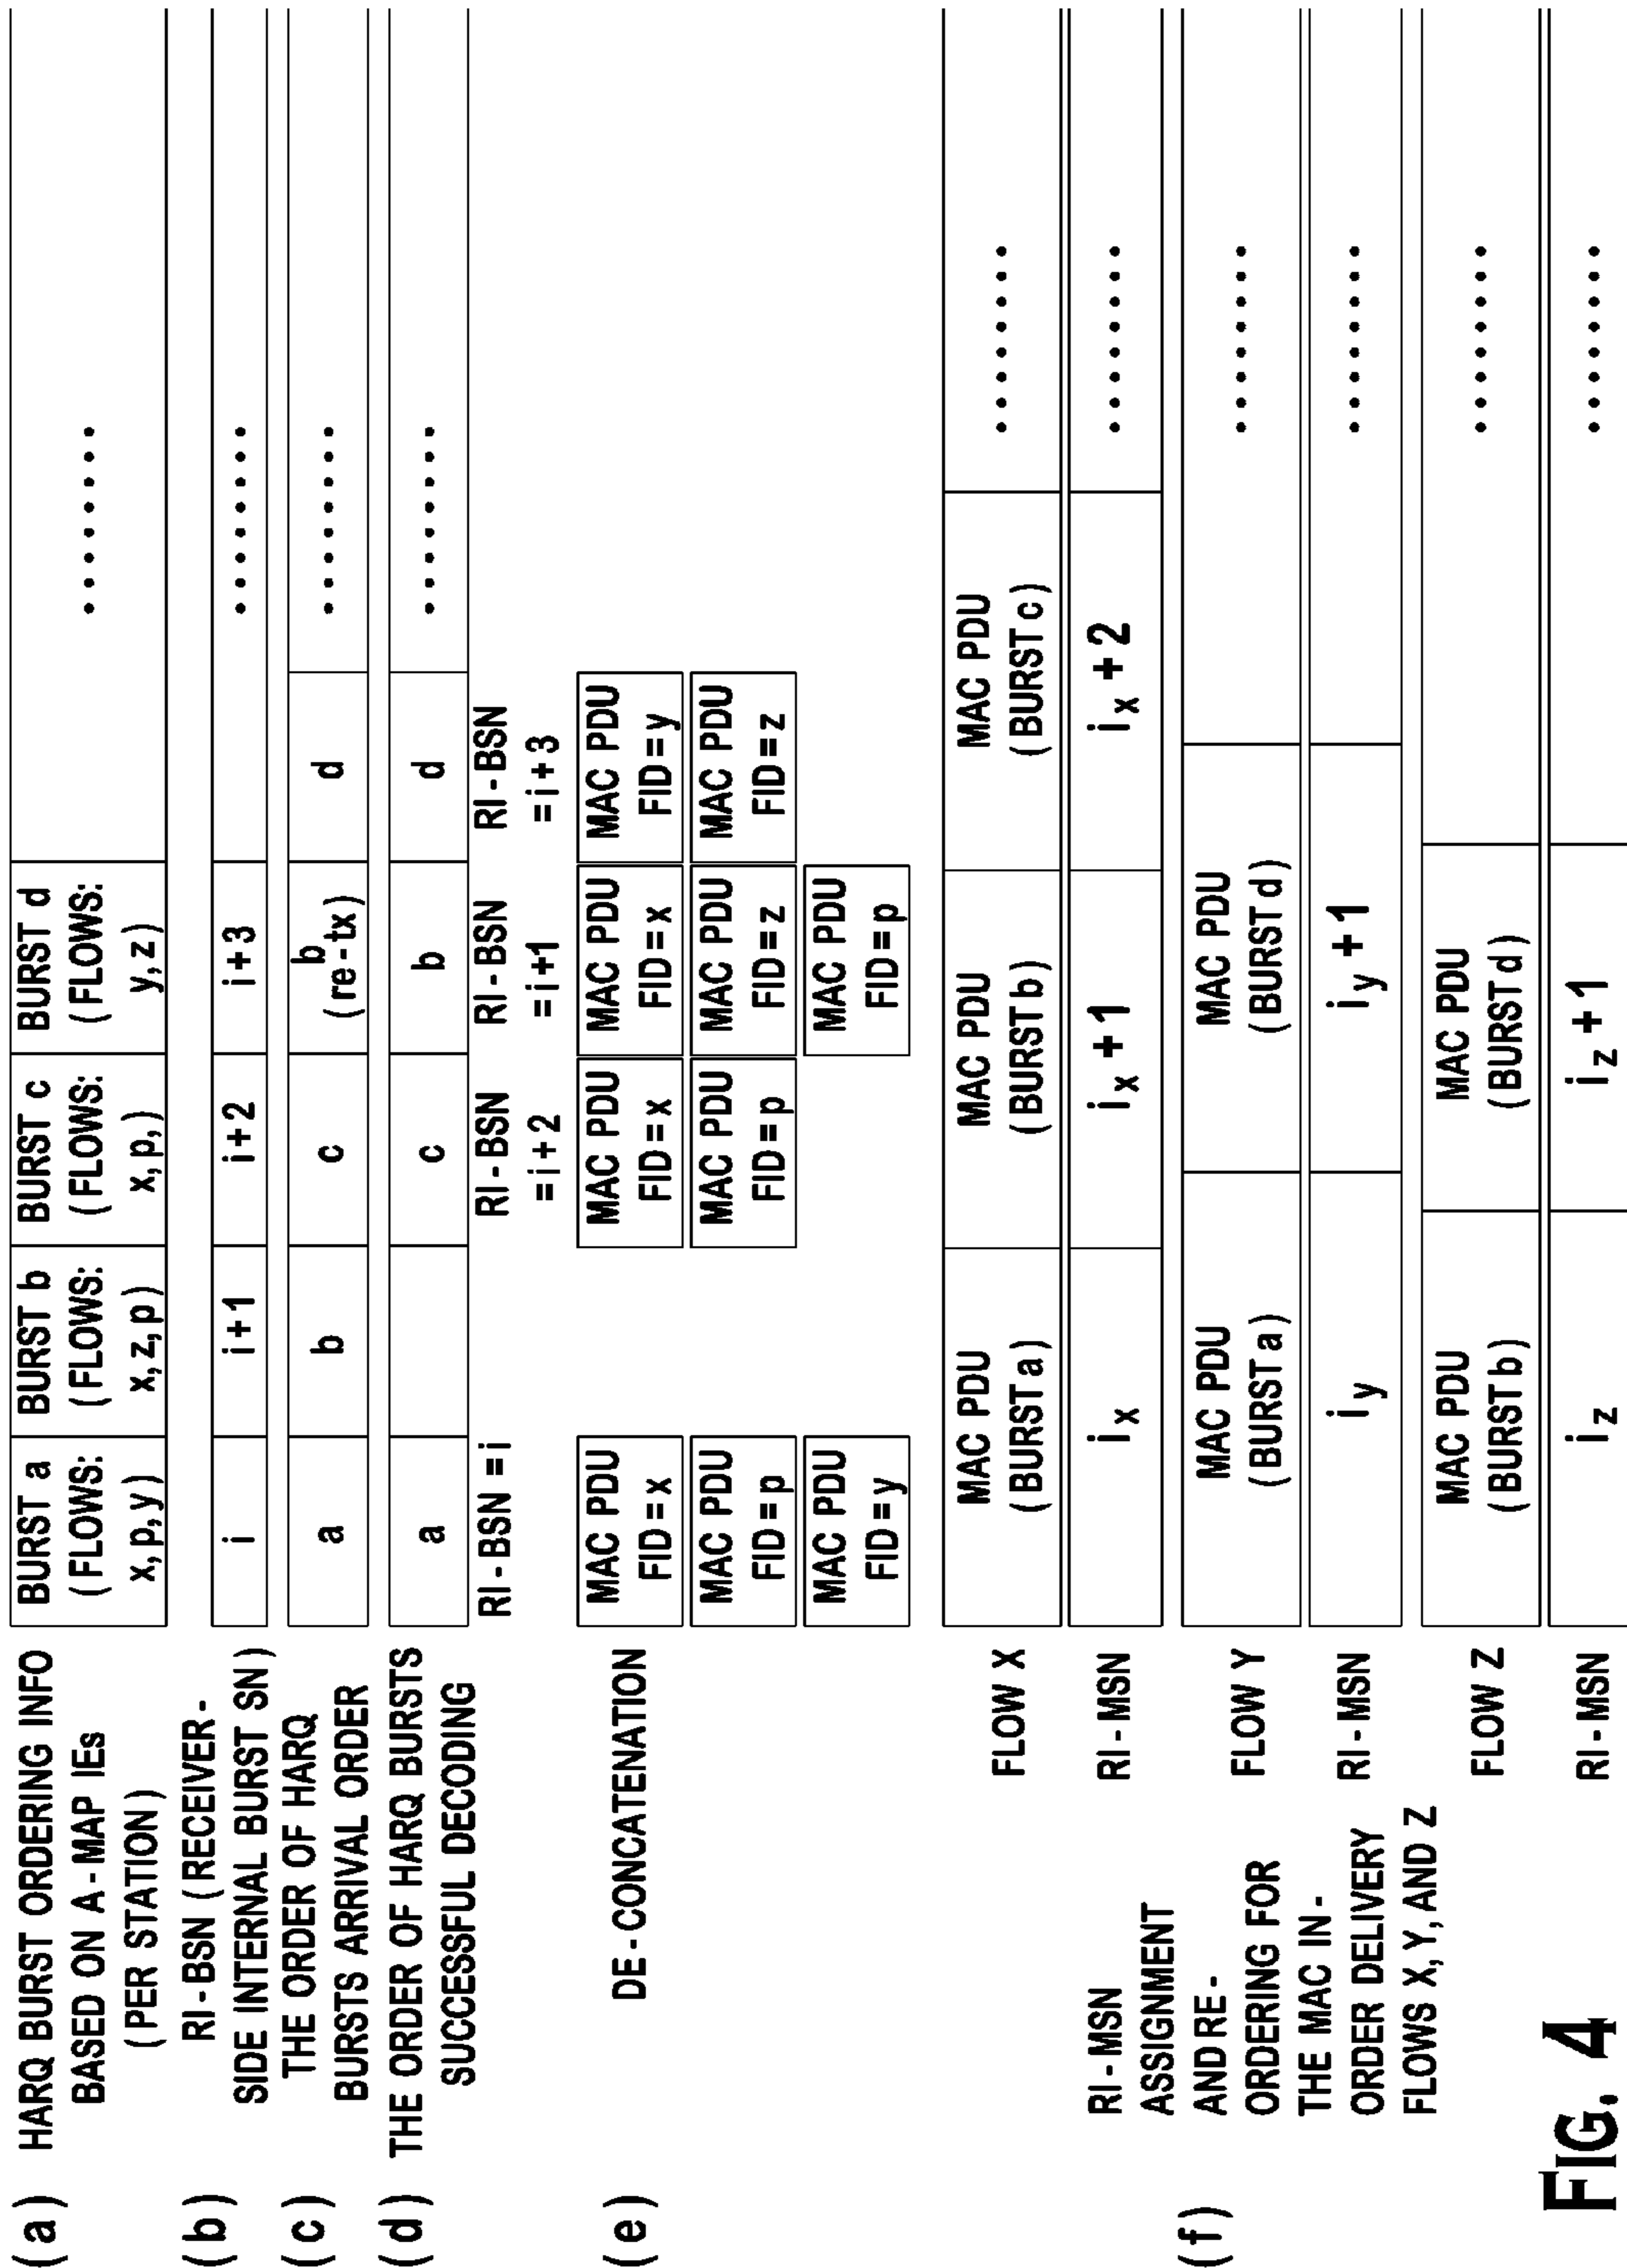 (a) HARQ BURST ORDERING INFO
BASED ON A-MAP IEs
(PER STATION)
BURST a
(FLOWS:
x,p,y)
BURST b
(FLOWS:
x,z,p)
BURST c
(FLOWS:
x,p,)
BURST d
(FLOWS:
y,z)
........
(b) RI-BSN (RECEIVER-
SIDE INTERNAL BURST SN)
i
i+1
i+2
i+3
........
(c) THE ORDER OF HARQ
BURSTS ARRIVAL ORDER
a
b
c
b
(re-tx)
d
........
(d) THE ORDER OF HARQ BURSTS
SUCCESSFUL DECODING
a
c
b
d
........
RI-BSN =i
RI-BSN
=i+2
RI-BSN
=i+1
RI-BSN
=i+3
(e) DE-CONCATENATION
MAC PDU
FID=x
MAC PDU
FID=p
MAC PDU
FID=y
MAC PDU
FID=x
MAC PDU
FID=p
MAC PDU
FID=x
MAC PDU
FID=z
MAC PDU
FID=p
MAC PDU
FID=y
MAC PDU
FID=z
(f) RI-MSN
ASSIGNMENT
AND RE-
ORDERING FOR
THE MAC IN-
ORDER DELIVERY
FLOWS X,Y,AND Z
FLOW X
MAC PDU
(BURST a)
MAC PDU
(BURST b)
MAC PDU
(BURST c)
........
RI-MSN
ix
ix+1
ix+2
........
FLOW Y
MAC PDU
(BURST a)
MAC PDU
(BURST d)
........
RI-MSN
iy
iy+1
........
FLOW Z
MAC PDU
(BURST b)
MAC PDU
(BURST d)
........
RI-MSN
iz
iz+1
........
FIG. 4